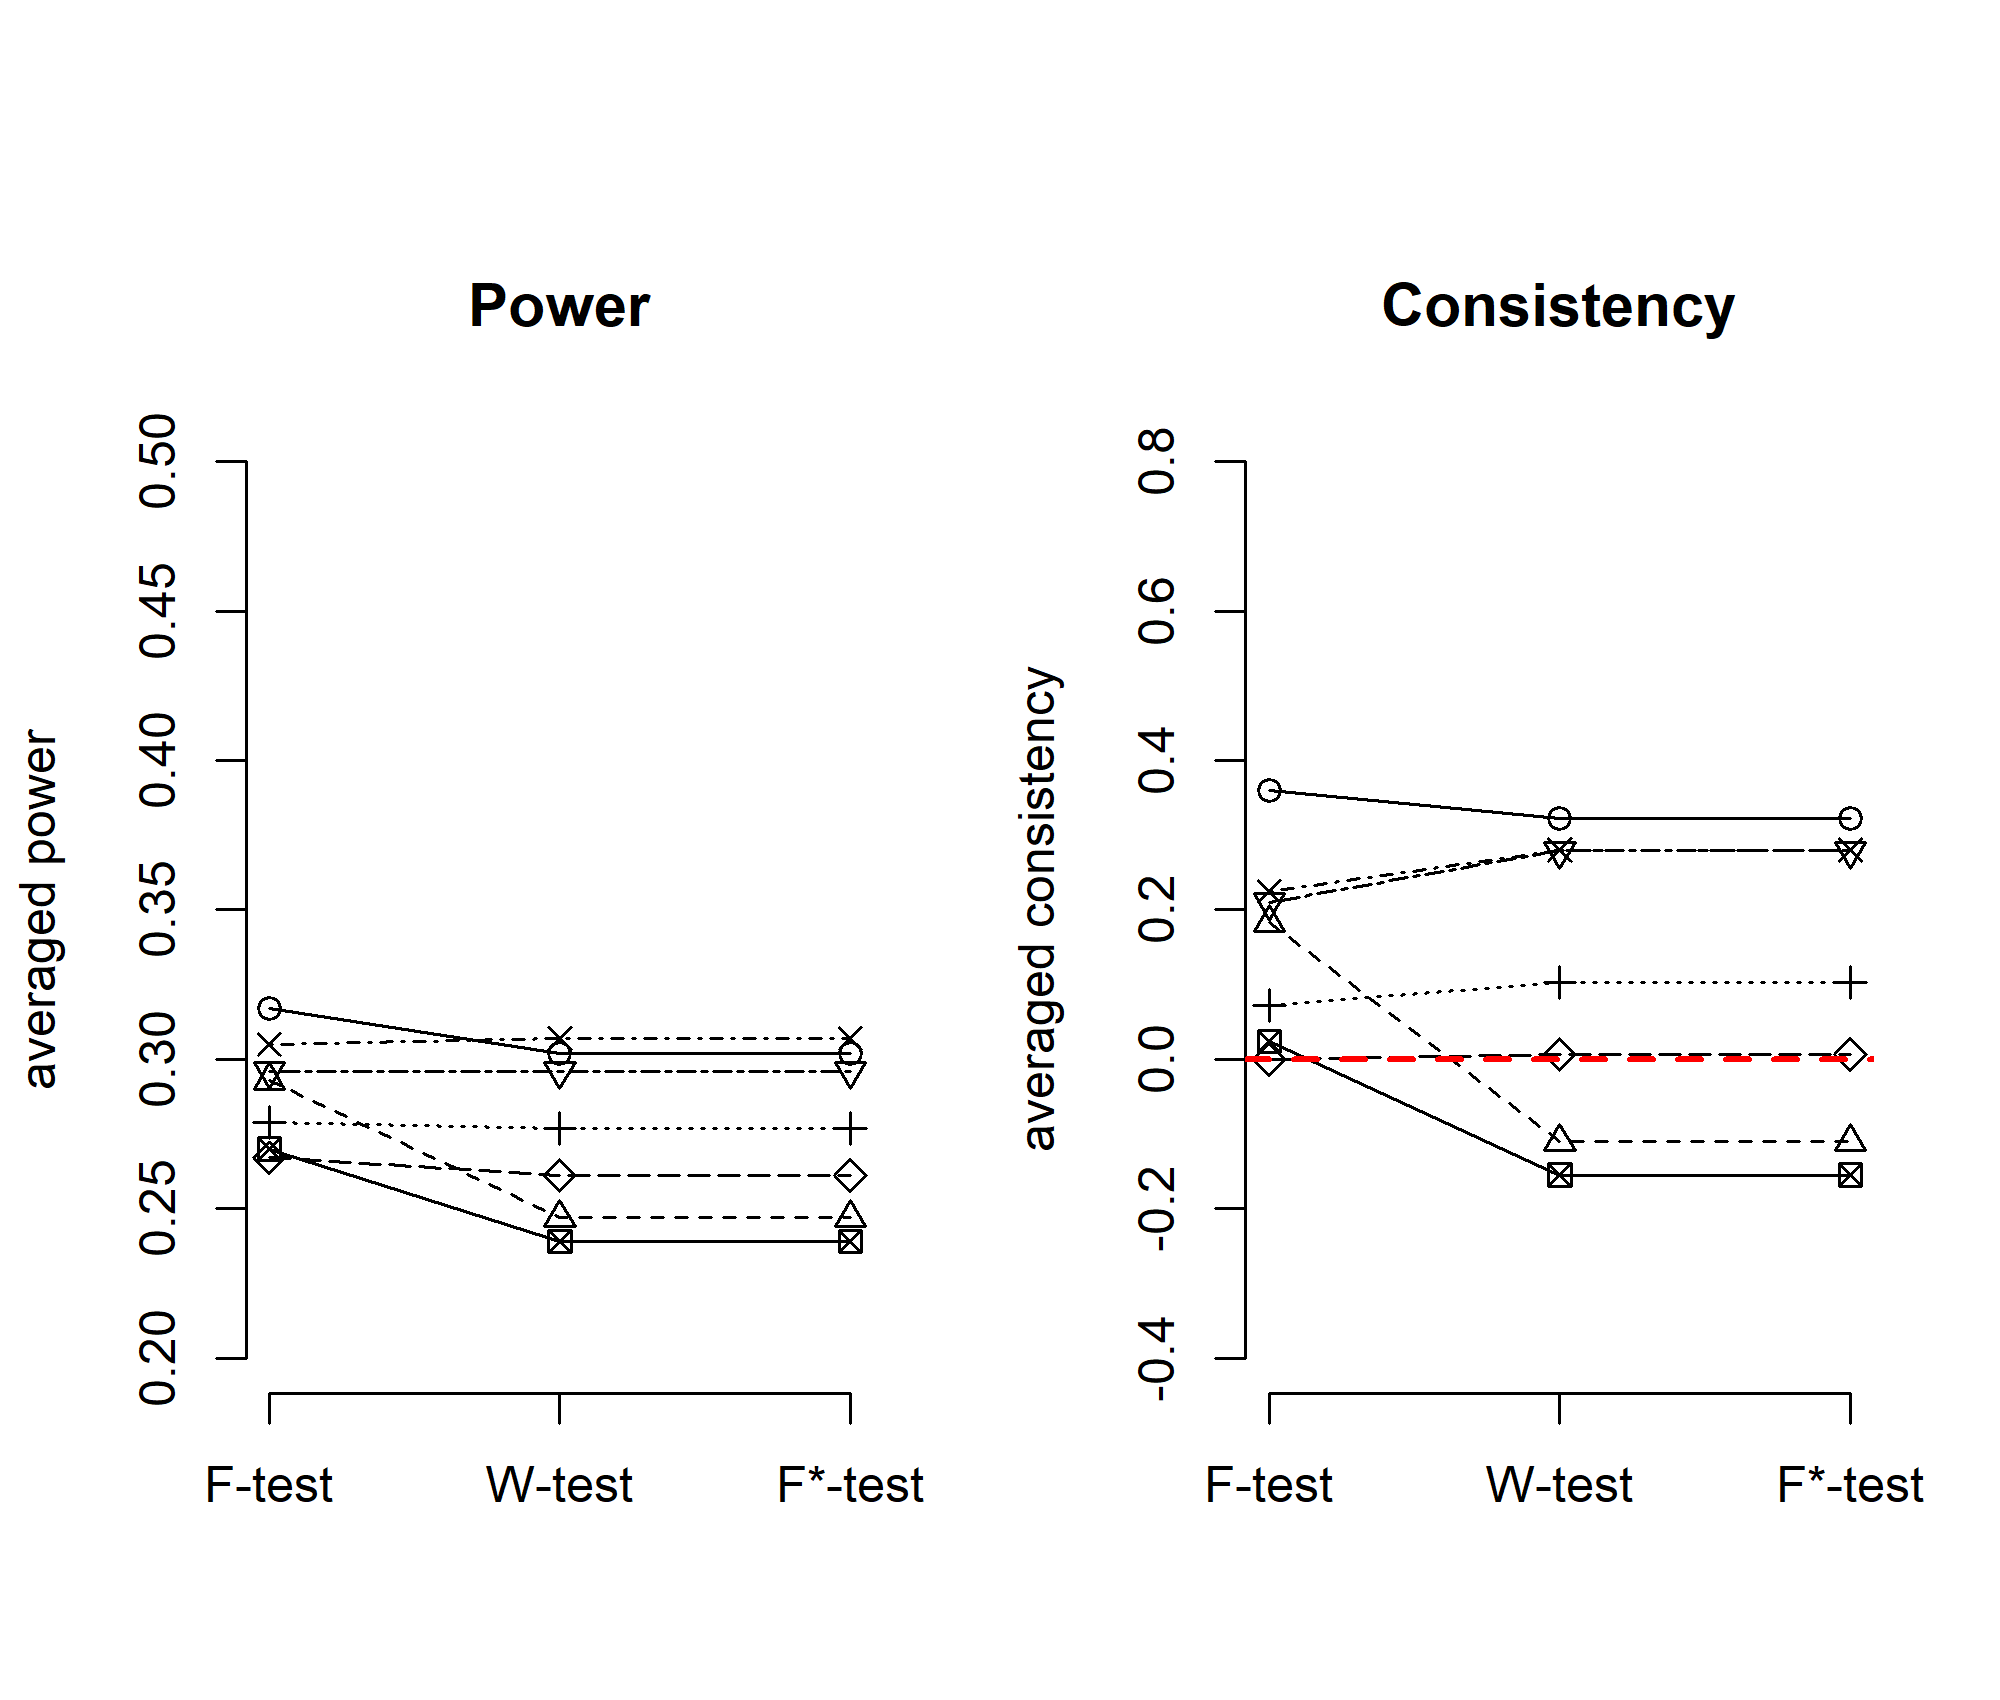 Power
averaged power
0.50
0.45
0.40
0.35
0.30
0.25
0.20
F-test
W-test
F*-test
Consistency
averaged consistency
0.8
0.6
0.4
0.2
0.0
-0.2
-0.4
F-test
W-test
F*-test